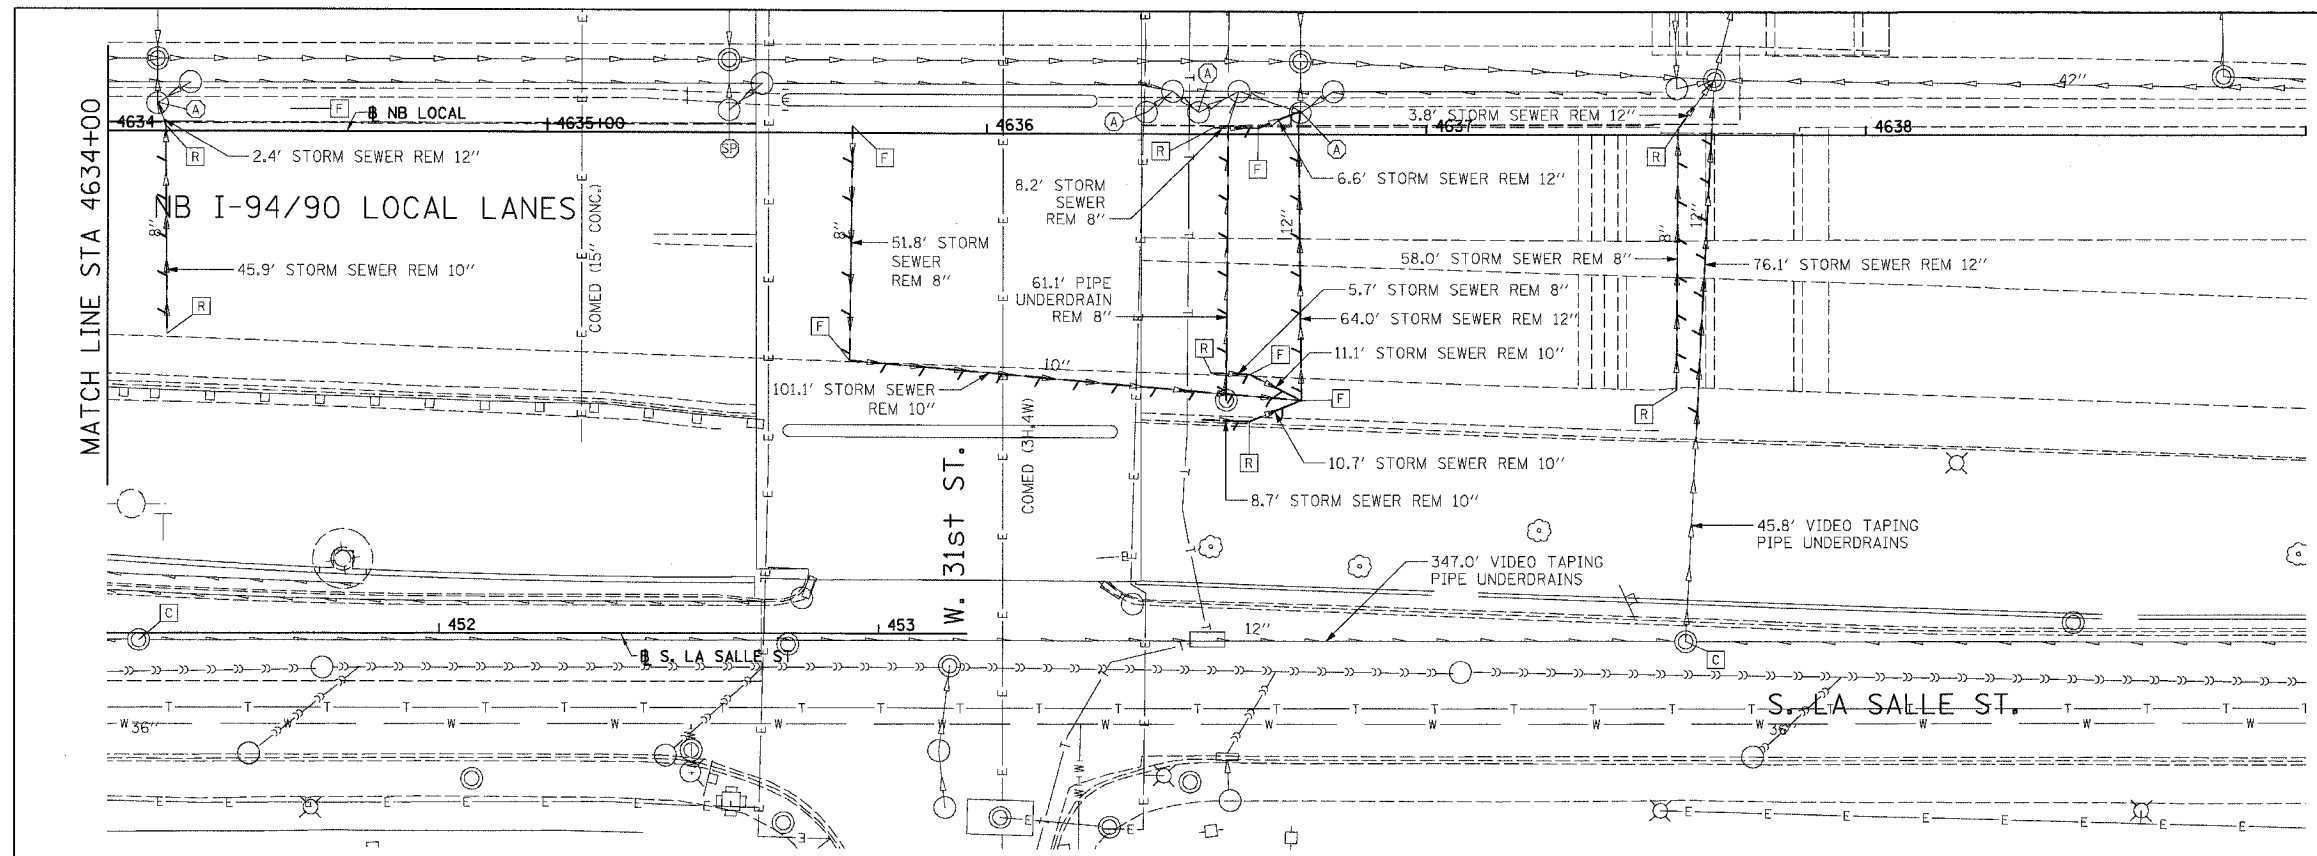 MATCH LINE STA 4634+00
42"
A
F
A
A
4634
NB LOCAL
4635+00
4636
3.8' STORM SEWER REM 12"
4637
4638
R
2.4' STORM SEWER REM 12"
SP
F
R
F
A
R
NB I-94/90 LOCAL LANES
8"
COMED (15" CONC.)
8"
8.2' STORM
SEWER
REM 8"
6.6' STORM SEWER REM 12"
12"
8"
12"
45.9' STORM SEWER REM 10"
51.8' STORM
SEWER
REM 8"
61.1' PIPE
UNDERDRAIN
REM 8"
58.0' STORM SEWER REM 8"
76.1' STORM SEWER REM 12"
5.7' STORM SEWER REM 8"
64.0' STORM SEWER REM 12"
R
F
R
F
11.1' STORM SEWER REM 10"
10"
101.1' STORM SEWER
REM 10"
F
R
R
10.7' STORM SEWER REM 10"
8.7' STORM SEWER REM 10"
W. 31st ST.
COMED (3H,4W)
45.8' VIDEO TAPING
PIPE UNDERDRAINS
347.0' VIDEO TAPING
PIPE UNDERDRAINS
C
452
453
12"
S. LA SALLE ST
C
S. LA SALLE ST.
T T T T T T T T T
W 36" W W W W W
36"
E E E E E E E
E E
E E E E E E E